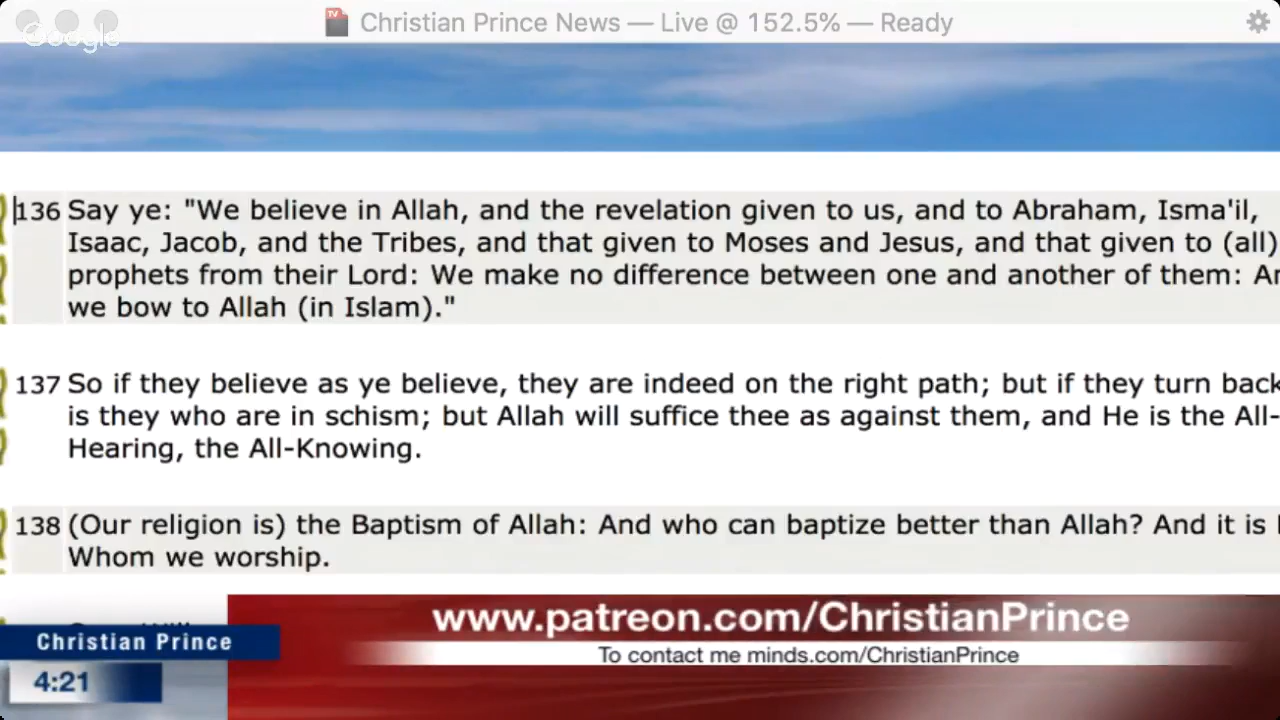 Christian Prince News — Live @ 152.5% — Ready
Google
136 Say ye: "We believe in Allah, and the revelation given to us, and to Abraham, Isma'il,
Isaac, Jacob, and the Tribes, and that given to Moses and Jesus, and that given to (all)
prophets from their Lord: We make no difference between one and another of them: 
we bow to Allah (in Islam)."
137 So if they believe as ye believe, they are indeed on the right path; but if they turn back
is they who are in schism; but Allah will suffice thee as against them, and He is the All-
Hearing, the All-Knowing.
138 (Our religion is) the Baptism of Allah: And who can baptize better than Allah? And it is
Whom we worship.
www.patreon.com/ChristianPrince
Christian Prince
To contact me minds.com/ChristianPrince
4:21